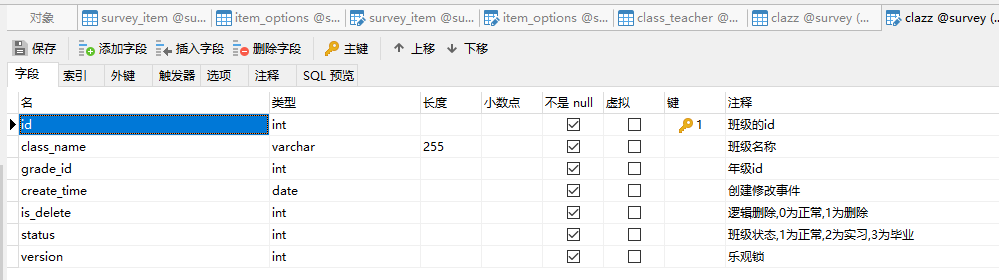 对象 survey_item @su... item_options @s... survey_item @su... item_options @s... class_teacher @su... clazz @survey (... clazz @survey (...
保存 添加字段 插入字段 删除字段 主键 上移 下移
字段 索引 外键 触发器 选项 注释 SQL 预览
名 类型 长度 小数点 不是 null 虚拟 键 注释
id int 1 班级的id
class_name varchar 255 班级名称
grade_id int 年级id
create_time date 创建修改事件
is_delete int 逻辑删除,0为正常,1为删除
status int 班级状态,1为正常,2为实习,3为毕业
version int 乐观锁